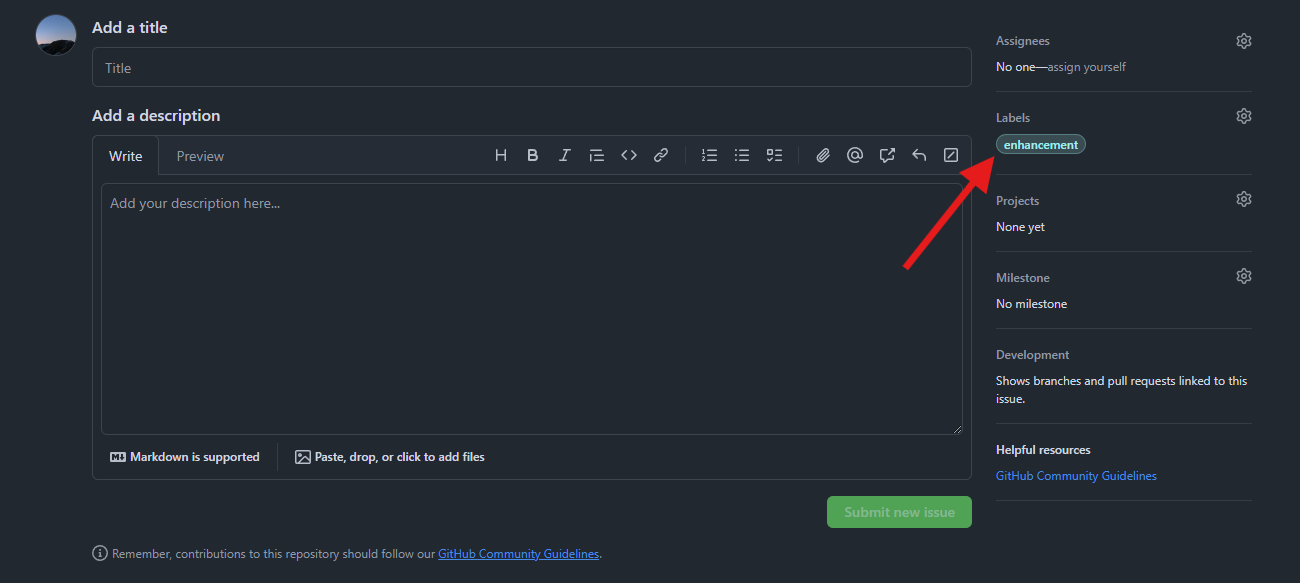 Add a title
Title
Add a description
Write
Preview
Add your description here...
Markdown is supported
Paste, drop, or click to add files
Submit new issue
Remember, contributions to this repository should follow our GitHub Community Guidelines.
Assignees
No one—assign yourself
Labels
enhancement
Projects
None yet
Milestone
No milestone
Development
Shows branches and pull requests linked to this
issue.
Helpful resources
GitHub Community Guidelines